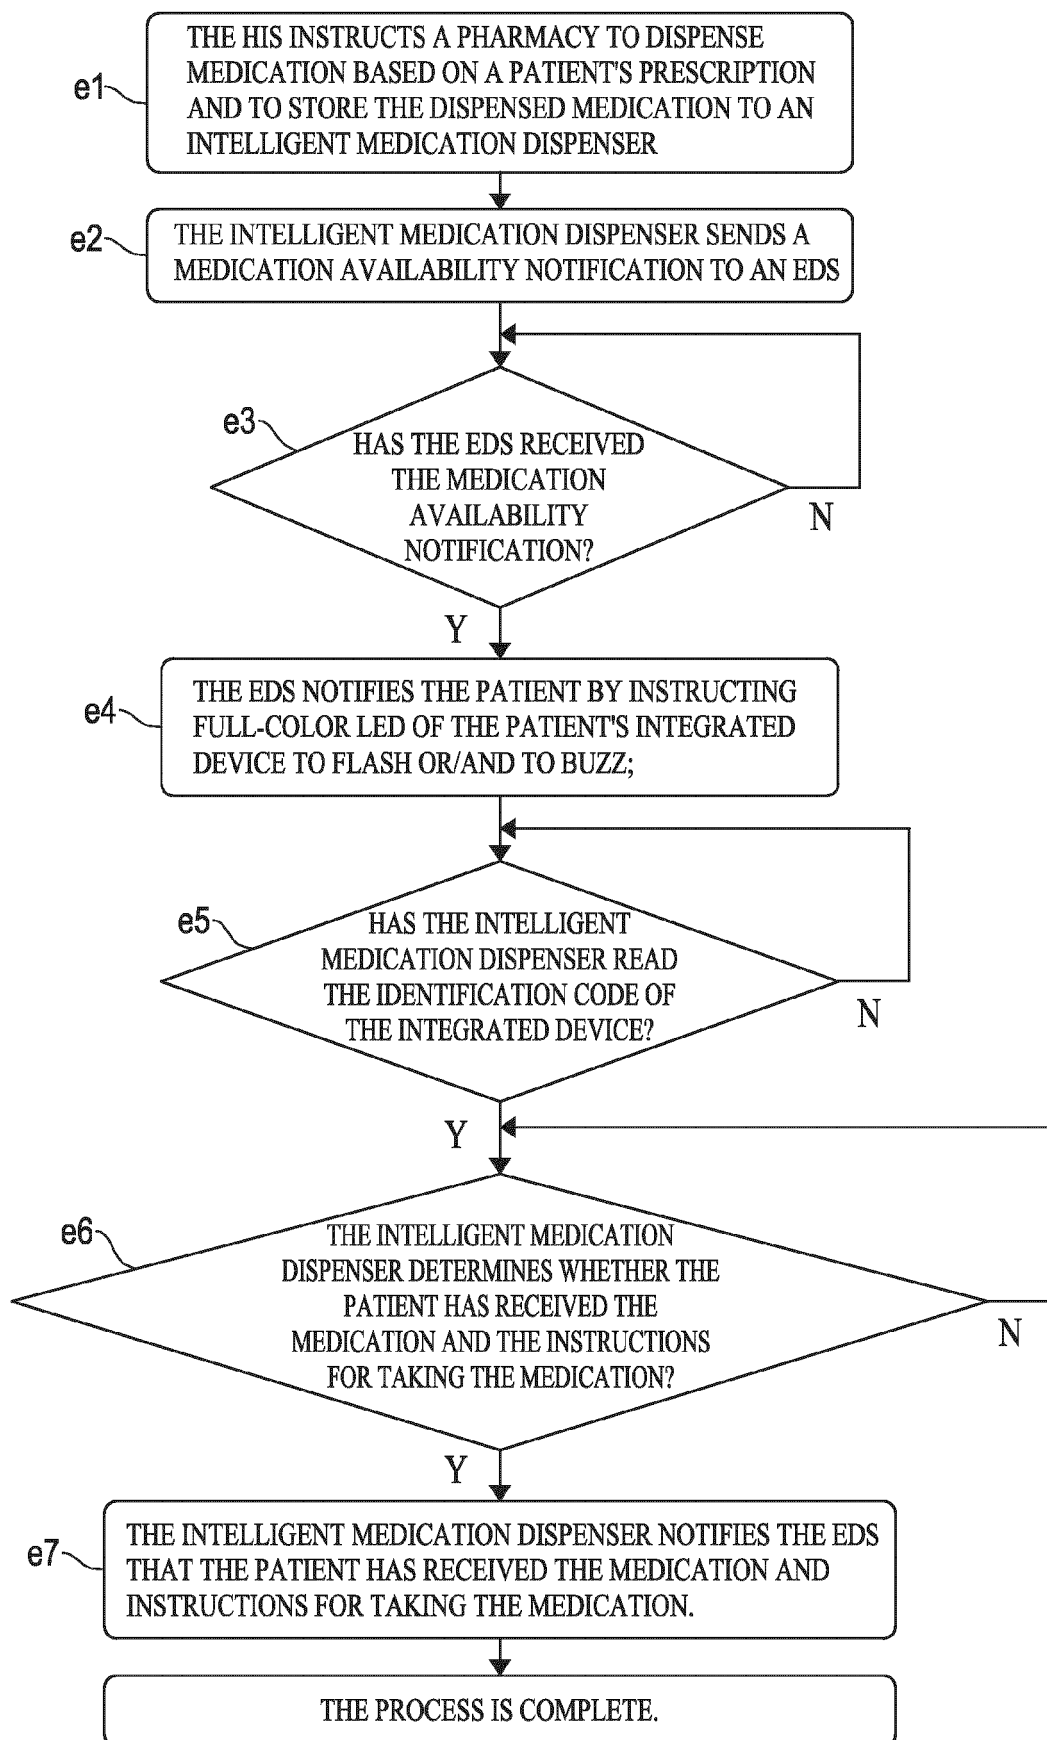 e1
THE HIS INSTRUCTS A PHARMACY TO DISPENSE
MEDICATION BASED ON A PATIENT'S PRESCRIPTION
AND TO STORE THE DISPENSED MEDICATION TO AN
INTELLIGENT MEDICATION DISPENSER
e2
THE INTELLIGENT MEDICATION DISPENSER SENDS A
MEDICATION AVAILABILITY NOTIFICATION TO AN EDS
e3
HAS THE EDS RECEIVED
THE MEDICATION
AVAILABILITY
NOTIFICATION?
N
Y
e4
THE EDS NOTIFIES THE PATIENT BY INSTRUCTING
FULL-COLOR LED OF THE PATIENT'S INTEGRATED
DEVICE TO FLASH OR/AND TO BUZZ;
e5
HAS THE INTELLIGENT
MEDICATION DISPENSER READ
THE IDENTIFICATION CODE OF
THE INTEGRATED DEVICE?
N
Y
e6
THE INTELLIGENT MEDICATION
DISPENSER DETERMINES WHETHER THE
PATIENT HAS RECEIVED THE
MEDICATION AND THE INSTRUCTIONS
FOR TAKING THE MEDICATION?
N
Y
e7
THE INTELLIGENT MEDICATION DISPENSER NOTIFIES THE EDS
THAT THE PATIENT HAS RECEIVED THE MEDICATION AND
INSTRUCTIONS FOR TAKING THE MEDICATION.
THE PROCESS IS COMPLETE.